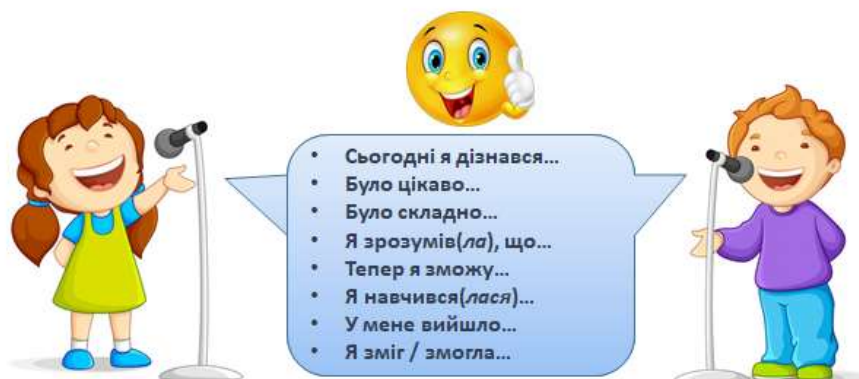 • Сьогодні я дізнався...
• Було цікаво...
• Було складно...
• Я зрозумів(ла), що...
• Тепер я зможу...
• Я навчився(лася)...
• У мене вийшло...
• Я зміг / змогла...